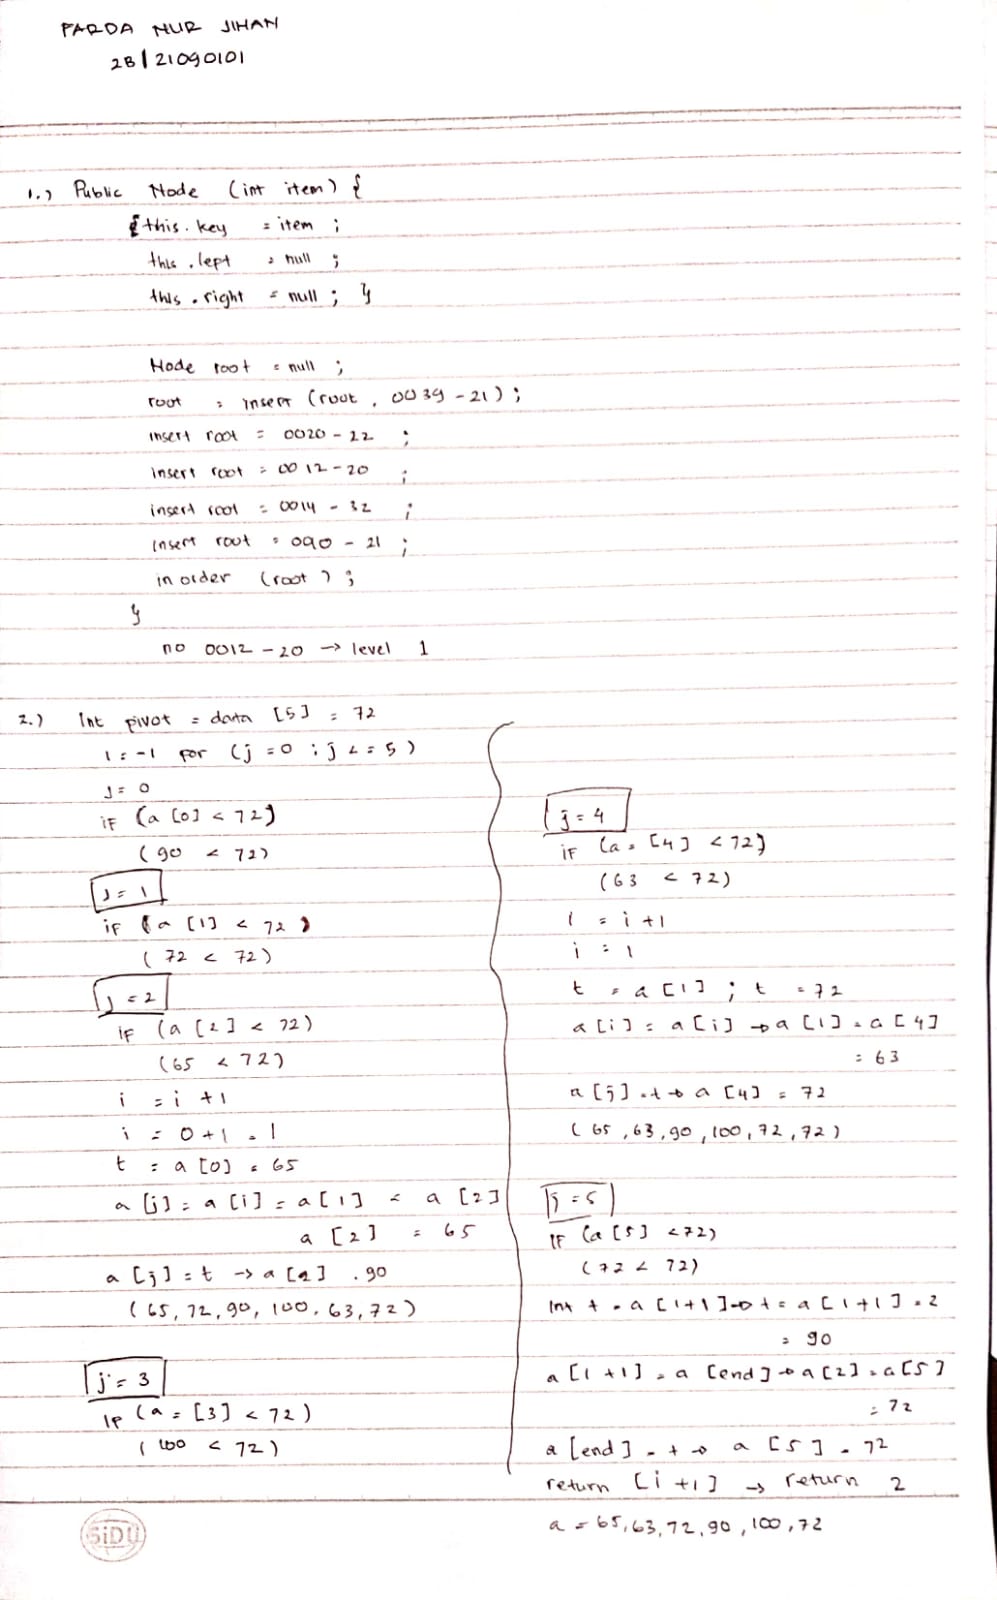 FARDA NUR JIHAN
2B | 21090101
1.) Public Node (int item) {
{ this. key = item ;
this . left = null ;
this . right = null ; }
Node root = null ;
root = insert (root , 0039 - 21) ;
insert root = 0020 - 22 ;
insert root = 0012 - 20 ;
insert root = 0014 - 32 ;
insert root = 090 - 21 ;
in order (root ) ;
}
no 0012 - 20 → level 1
2.) Int pivot = data [5] = 72
i = -1 for (j = 0 ; j < = 5)
J = 0
if (a [0] < 72)
(90 < 72)
J = 1
if (a [1] < 72)
(72 < 72)
j = 2
if (a [2] < 72)
(65 < 72)
i = i + 1
i = 0 + 1 = 1
t = a [0] = 65
a [j] = a [i] = a [1] = a [2]
a [2] = 65
a [j] = t → a [2] . 90
(65, 72, 90, 100, 63, 72)
j = 3
IF (a = [3] < 72)
(100 < 72)
j = 4
if (a = [4] < 72}
(63 < 72)
i = i + 1
i = 1
t = a [1] ; t = 72
a [i] = a [j] → a [1] = a [4]
= 63
a [j] = t → a [4] = 72
(65, 63, 90, 100, 72, 72)
j = 5
IF (a [5] < 72)
(72 < 72)
Int t = a [1+1] → t = a [1+1] = 2
= 90
a [1 +1] = a [end] → a [2] = a [5]
= 72
a [end] = t → a [5] = 72
return [i +1] → return 2
a = 65, 63, 72, 90, 100, 72
SiDU